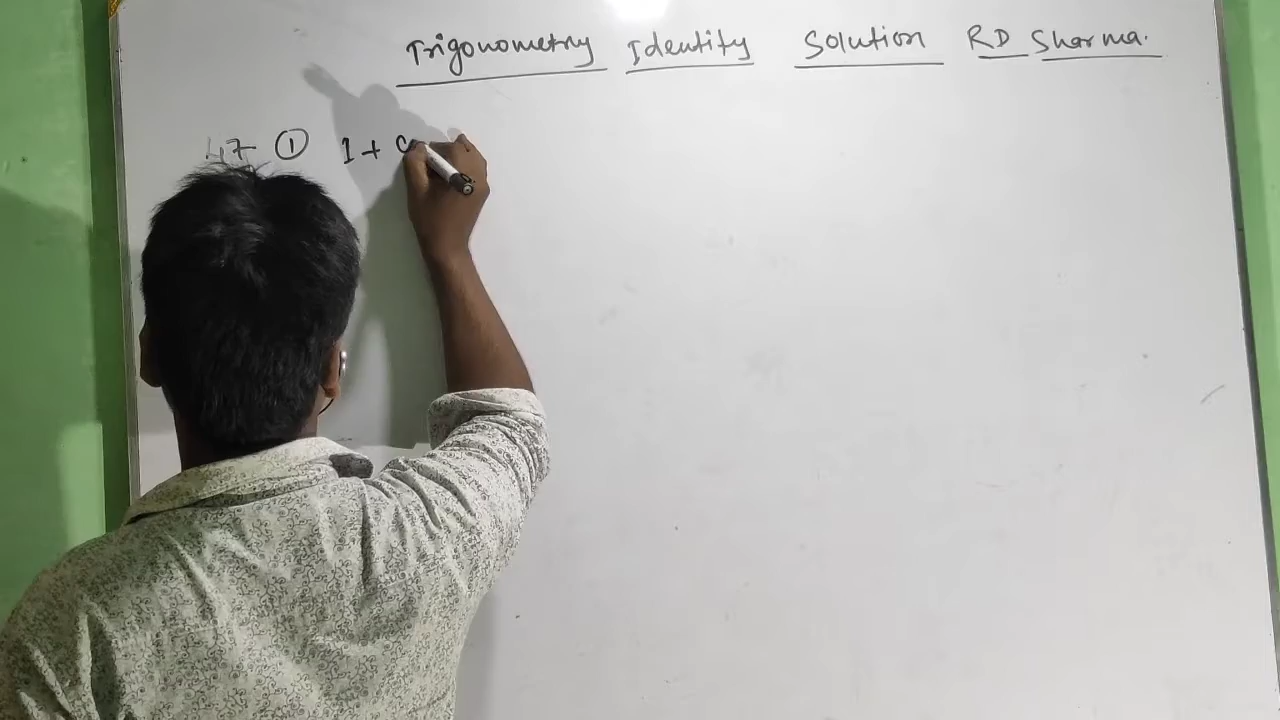 Trigonometry Identity Solution RD Sharma.
47 ① 1 + c